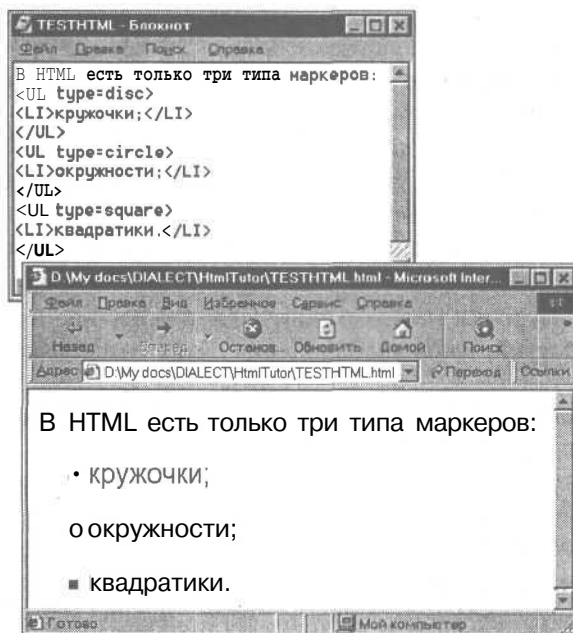 TESTHTML - Блокнот
Файл Правка Поиск Справка
В HTML есть только три типа маркеров:
<UL type=disc>
<LI>кружочки;</LI>
</UL>
<UL type=circle>
<LI>окружности;</LI>
</UL>
<UL type=square>
<LI>квадратики.</LI>
</UL>
D:\My docs\DIALECT\HtmlTutor\TESTHTML.html - Microsoft Inter...
Файл Правка Вид Избранное Сервис Справка
Назад Вперед Останов... Обновить Домой Поиск
Адрес D:\My docs\DIALECT\HtmlTutor\TESTHTML.html Переход Ссылки
В HTML есть только три типа маркеров:
• кружочки;
o окружности;
▪ квадратики.
Готово Мой компьютер